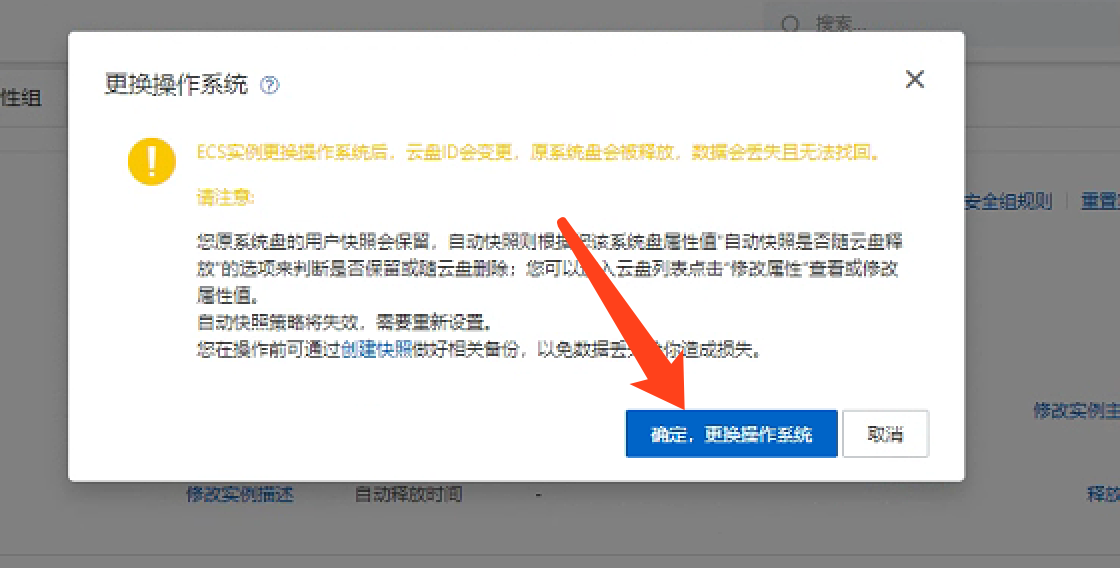 搜索...
更换操作系统 ?
性组
ECS实例更换操作系统后，云盘ID会变更，原系统盘会被释放，数据会丢失且无法找回。
请注意:
安全组规则 | 重置
您原系统盘的用户快照会保留，自动快照则根据 该系统盘属性值"自动快照是否随云盘释
放"的选项来判断是否保留或随云盘删除；您可以 入云盘列表点击"修改属性"查看或修改
属性值。
自动快照策略将失效，需要重新设置。
您在操作前可通过创建快照做好相关备份，以免数据丢 你造成损失。
修改实例主
确定，更换操作系统
取消
修改实例描述 自动释放时间 -
释放